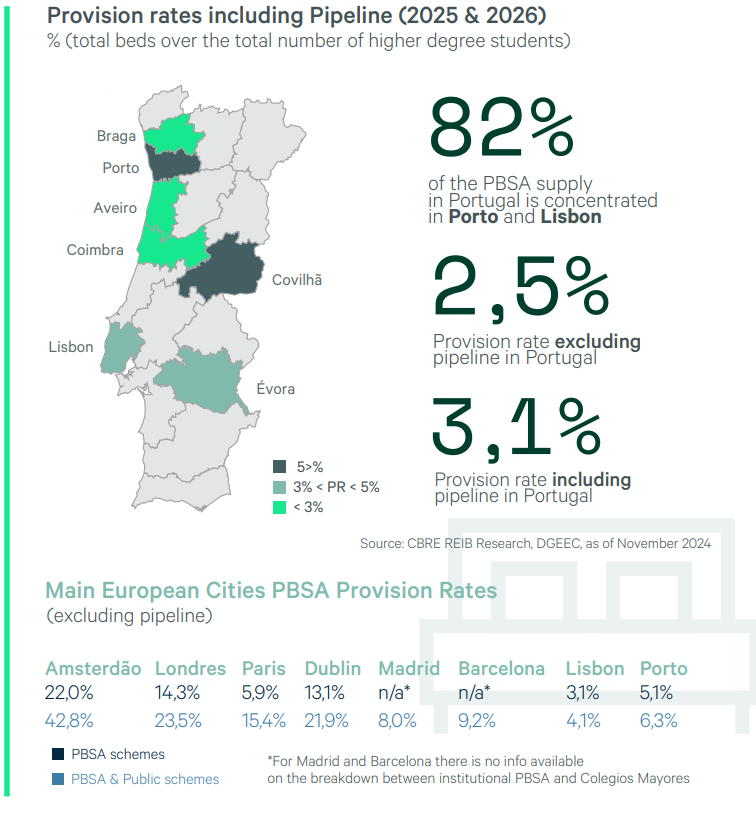 Provision rates including Pipeline (2025 & 2026)
% (total beds over the total number of higher degree students)
Braga
Porto
Aveiro
Coimbra
Covilhã
Lisbon
Évora
5>%
3% < PR < 5%
< 3%
82%
of the PBSA supply
in Portugal is concentrated
in Porto and Lisbon
2,5%
Provision rate excluding
pipeline in Portugal
3,1%
Provision rate including
pipeline in Portugal
Source: CBRE REIB Research, DGEEC, as of November 2024
Main European Cities PBSA Provision Rates
(excluding pipeline)
Amsterdão Londres Paris Dublin Madrid Barcelona Lisbon Porto
22,0% 14,3% 5,9% 13,1% n/a* n/a* 3,1% 5,1%
42,8% 23,5% 15,4% 21,9% 8,0% 9,2% 4,1% 6,3%
PBSA schemes
PBSA & Public schemes
*For Madrid and Barcelona there is no info available
on the breakdown between institutional PBSA and Colegios Mayores